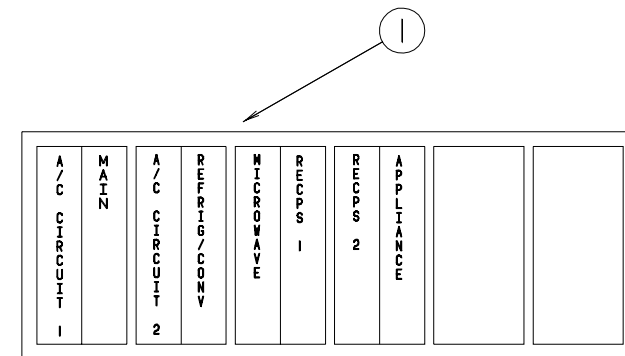 1
A/C CIRCUIT 1
MAIN
A/C CIRCUIT 2
REFRIG/CONV
MICROWAVE
RECPS 1
RECPS 2
APPLIANCE